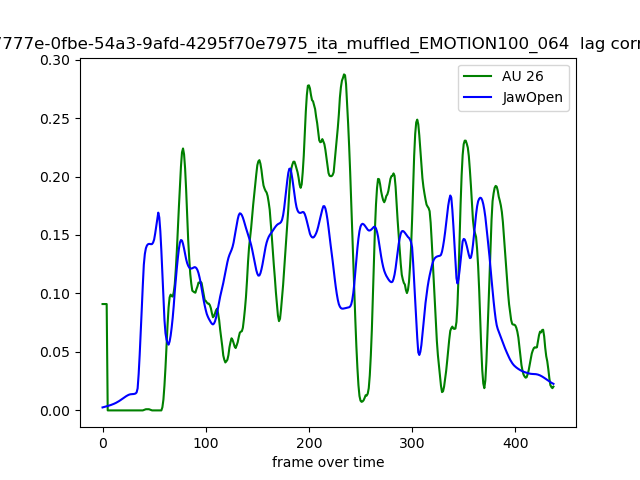 7777e-0fbe-54a3-9afd-4295f70e7975_ita_muffled_EMOTION100_064 lag corr
AU 26
JawOpen
0.30
0.25
0.20
0.15
0.10
0.05
0.00
0 100 200 300 400
frame over time